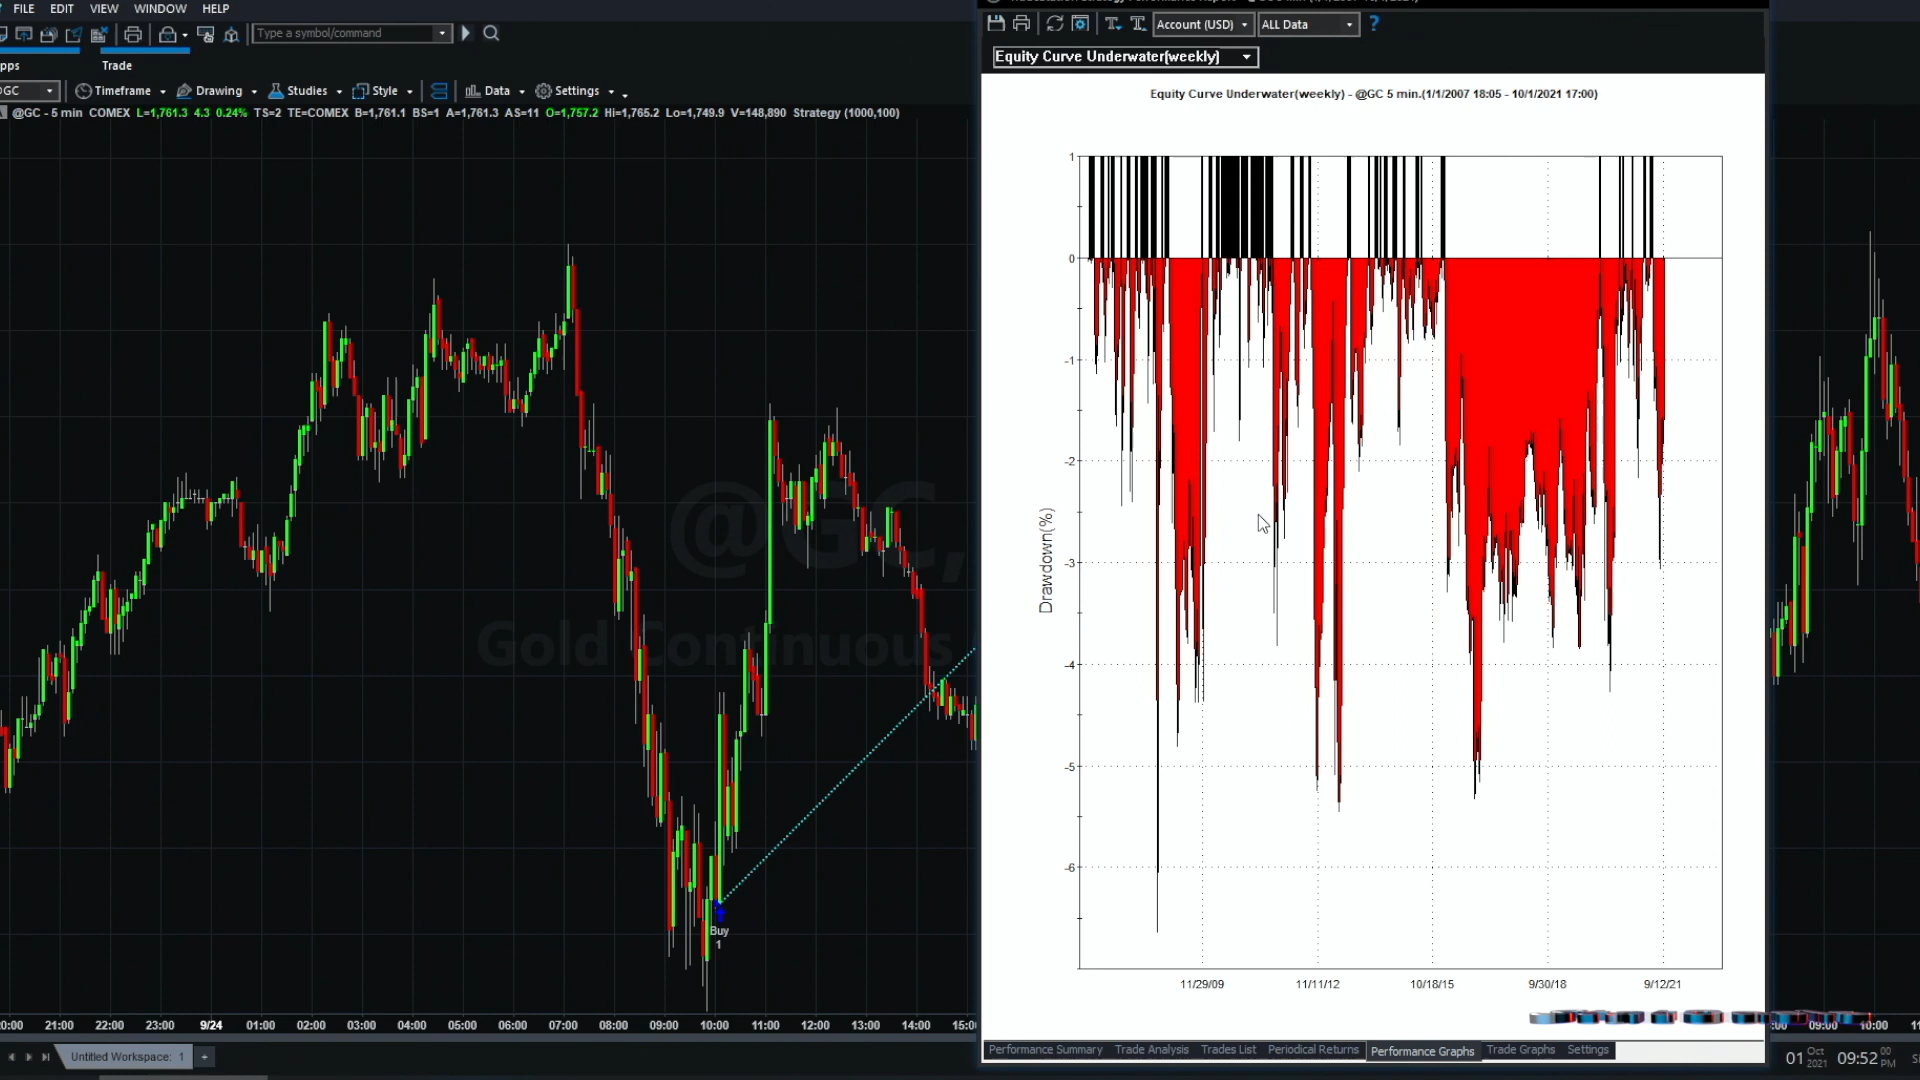 FILE EDIT VIEW WINDOW HELP
Type a symbol/command
pps Trade
GC Timeframe Drawing Studies Style Data Settings
@GC - 5 min COMEX L=1,761.3 4.3 0.24% TS=2 TE=COMEX B=1,761.1 BS=1 A=1,761.3 AS=11 O=1,757.2 Hi=1,765.2 Lo=1,749.9 V=148,890 Strategy (1000,100)
@GC,
Gold Continuous
Buy
1
20:00 21:00 22:00 23:00 9/24 01:00 02:00 03:00 04:00 05:00 06:00 07:00 08:00 09:00 10:00 11:00 12:00 13:00 14:00
Untitled Workspace: 1 +
Account (USD) ALL Data ?
Equity Curve Underwater(weekly)
Equity Curve Underwater(weekly) - @GC 5 min.(1/1/2007 18:05 - 10/1/2021 17:00)
1
0
-1
-2
-3
-4
-5
-6
Drawdown(%)
11/29/09 11/11/12 10/18/15 9/30/18 9/12/21
Performance Summary Trade Analysis Trades List Periodical Returns Performance Graphs Trade Graphs Settings
09:00 10:00
01 Oct 2021 09:52 00 PM